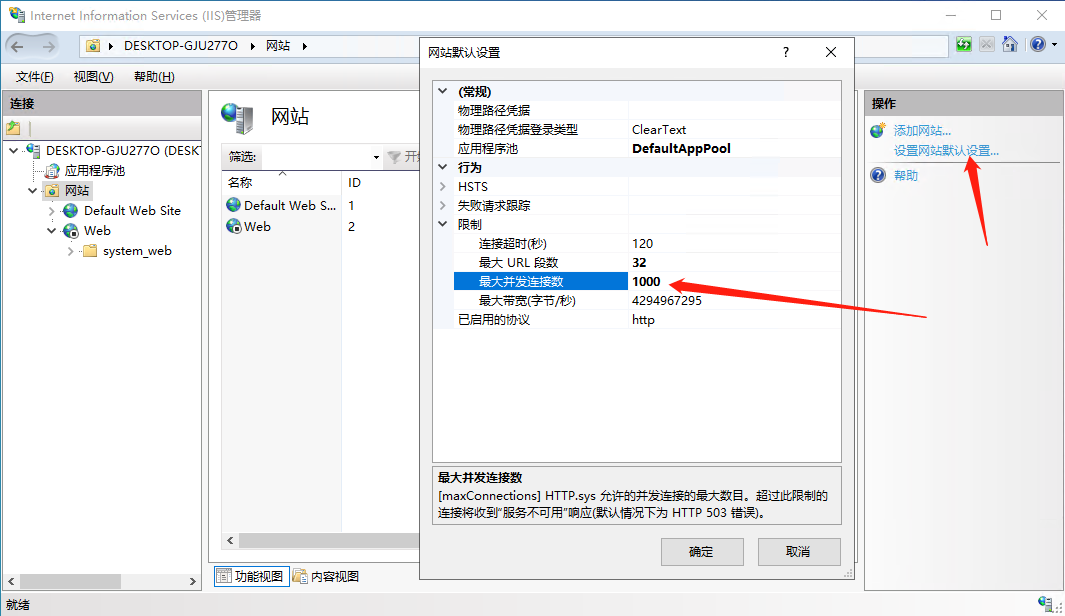 Internet Information Services (IIS)管理器
DESKTOP-GJU277O
网站
文件(F) 视图(V) 帮助(H)
连接
DESKTOP-GJU277O (DESKT
应用程序池
网站
Default Web Site
Web
system_web
网站
筛选:
名称 ID
Default Web S... 1
Web 2
功能视图 内容视图
网站默认设置
(常规)
物理路径凭据
物理路径凭据登录类型 ClearText
应用程序池 DefaultAppPool
行为
HSTS
失败请求跟踪
限制
连接超时(秒) 120
最大 URL 段数 32
最大并发连接数 1000
最大带宽(字节/秒) 4294967295
已启用的协议 http
最大并发连接数
[maxConnections] HTTP.sys 允许的并发连接的最大数目。超过此限制的
连接将收到“服务不可用”响应(默认情况下为 HTTP 503 错误)。
确定 取消
操作
添加网站...
设置网站默认设置...
帮助
就绪